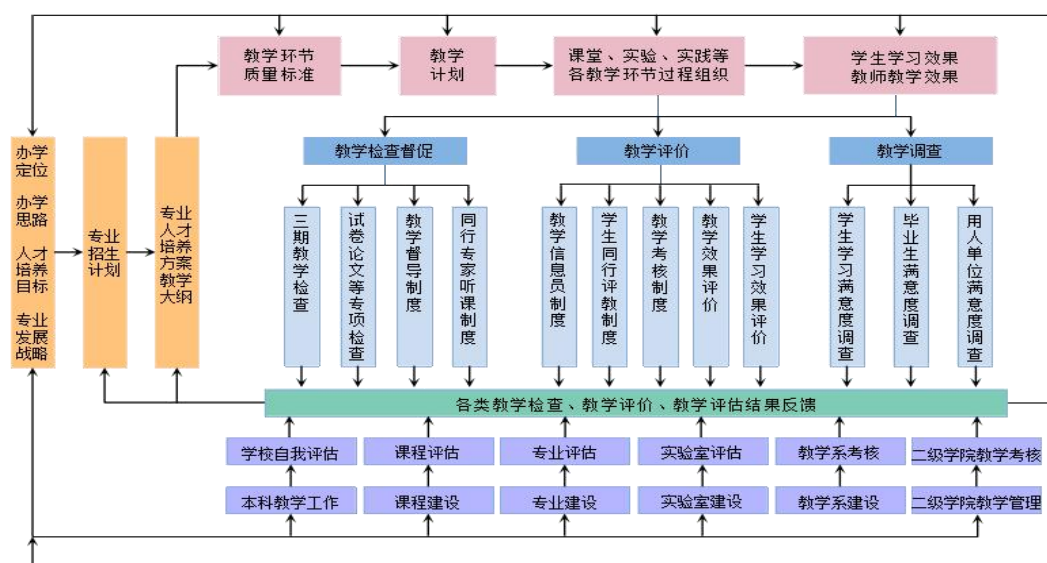 教学环节
质量标准
教学
计划
课堂、实验、实践等
各教学环节过程组织
学生学习效果
教师教学效果
办学
定位
办学
思路
人才
培养
目标
专业
发展
战略
专业
招生
计划
专业
人才
培养
方案
教学
大纲
教学检查督促
教学评价
教学调查
三期教学检查
试卷论文等专项检查
教学督导制度
同行专家听课制度
教学信息员制度
学生同行评教制度
教学考核制度
教学效果评价
学生学习效果评价
学生学习满意度调查
毕业生满意度调查
用人单位满意度调查
各类教学检查、教学评价、教学评估结果反馈
学校自我评估
课程评估
专业评估
实验室评估
教学系考核
二级学院教学考核
本科教学工作
课程建设
专业建设
实验室建设
教学系建设
二级学院教学管理